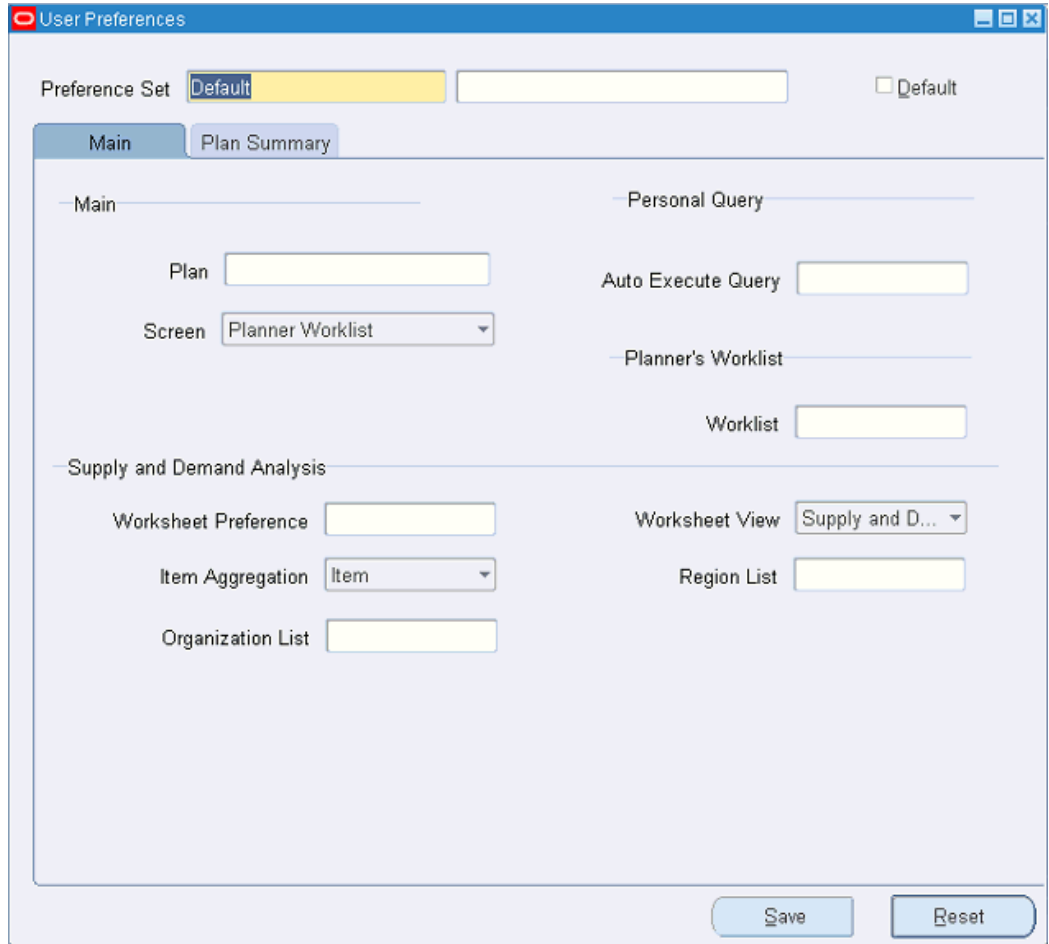 User Preferences
Preference Set Default Default
Main Plan Summary
Main
Personal Query
Plan
Auto Execute Query
Screen Planner Worklist
Planner's Worklist
Worklist
Supply and Demand Analysis
Worksheet Preference Worksheet View Supply and D...
Item Aggregation Item Region List
Organization List
Save Reset